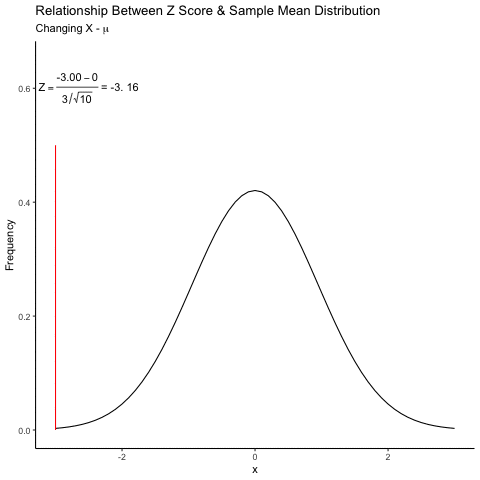 Relationship Between Z Score & Sample Mean Distribution
Changing X - μ
Z = -3.00 − 0 / 3/√10 = -3. 16
0.6
0.4
0.2
0.0
Frequency
-2 0 2
x